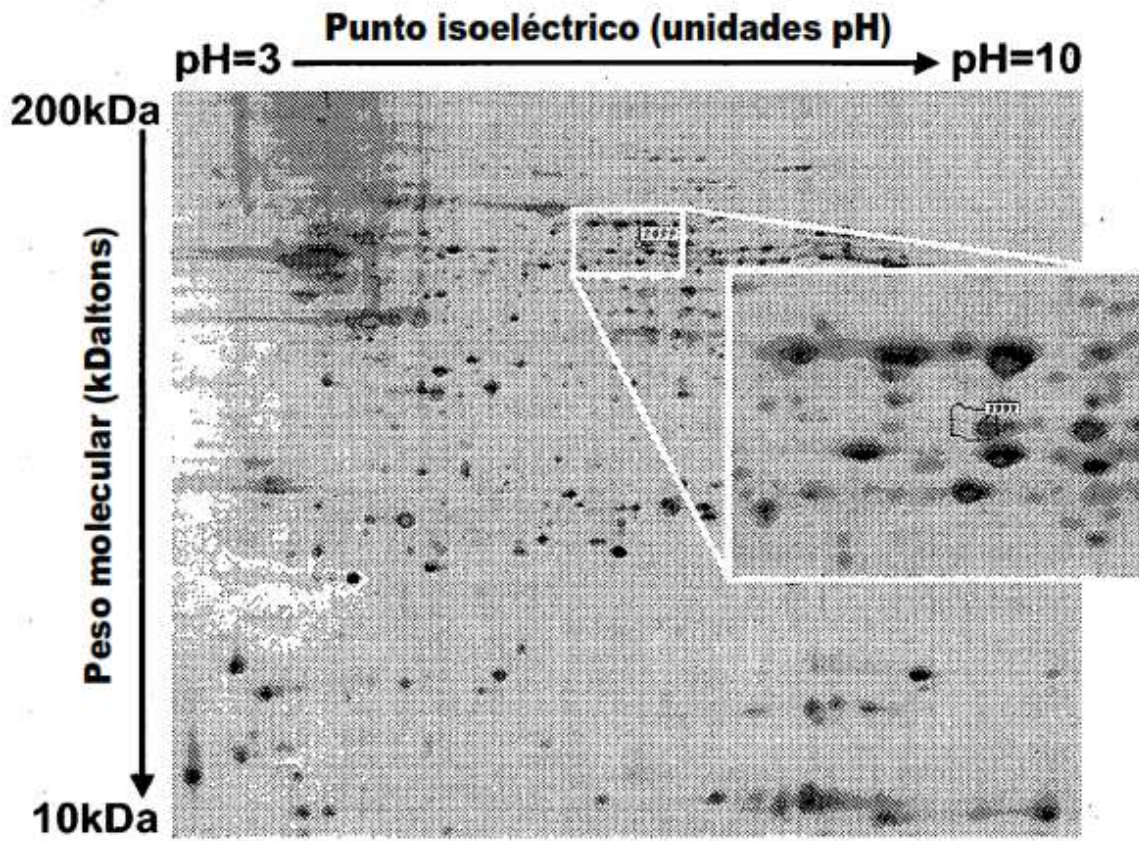 Punto isoeléctrico (unidades pH)
pH=3
pH=10
200kDa
Peso molecular (kDaltons)
10kDa